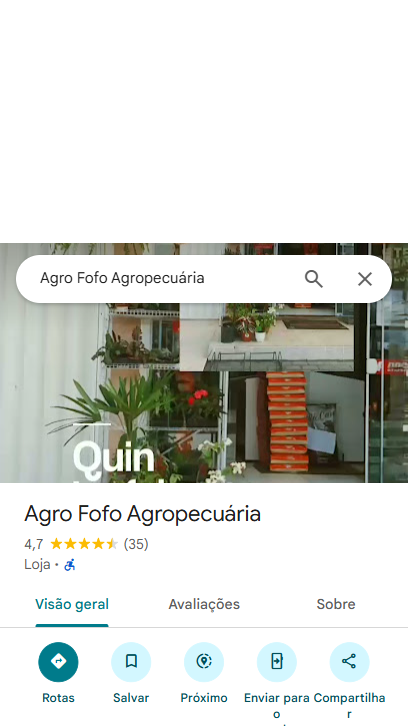 Agro Fofo Agropecuária
Quin
Agro Fofo Agropecuária
4,7 (35)
Loja •
Visão geral Avaliações Sobre
Rotas Salvar Próximo Enviar para o Compartilhar